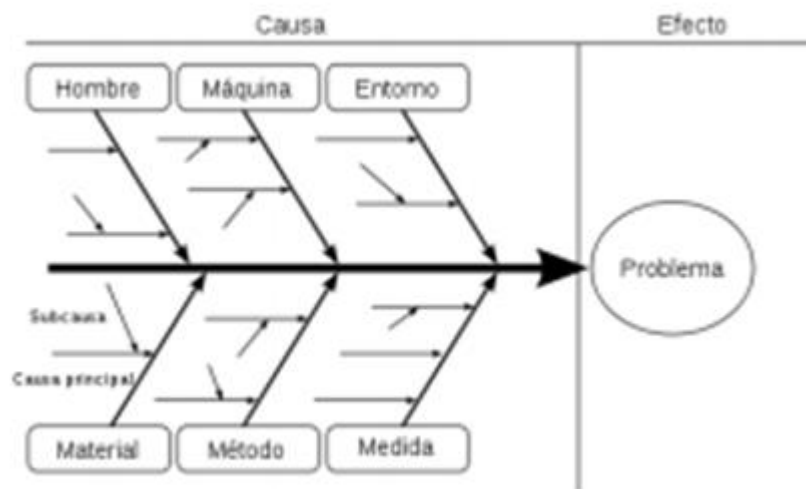 Causa
Efecto
Hombre
Máquina
Entorno
Problema
Subcausa
Causa principal
Material
Método
Medida